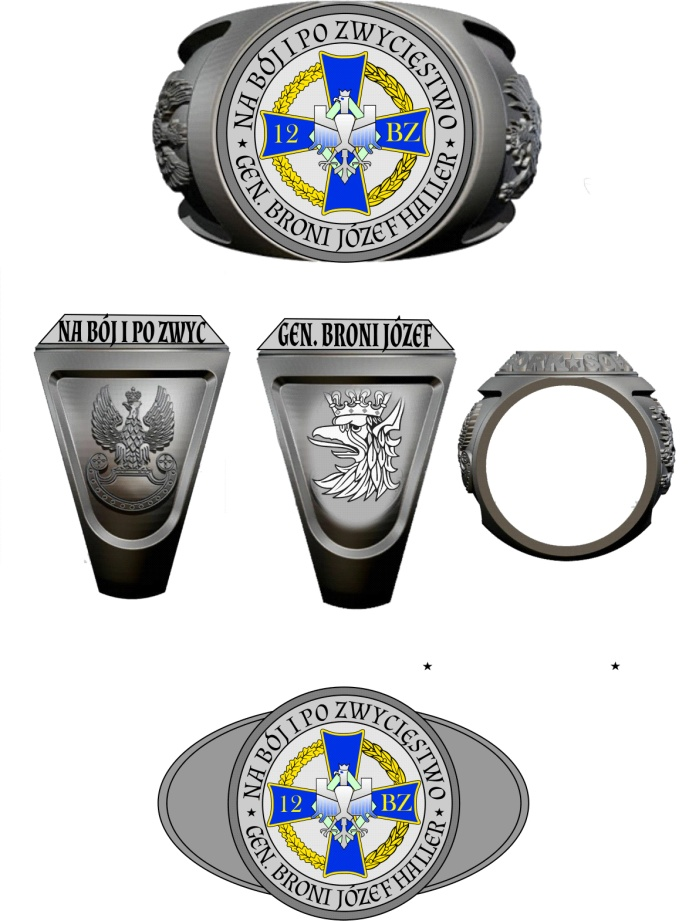 NA BÓJ I PO ZWYCIĘSTWO
12 BZ
★ GEN. BRONI JÓZEF HALLER ★
NA BÓJ I PO ZWYC
GEN. BRONI JÓZEF
NA BÓJ I PO ZWYCIĘSTWO
12 BZ
★ GEN. BRONI JÓZEF HALLER ★